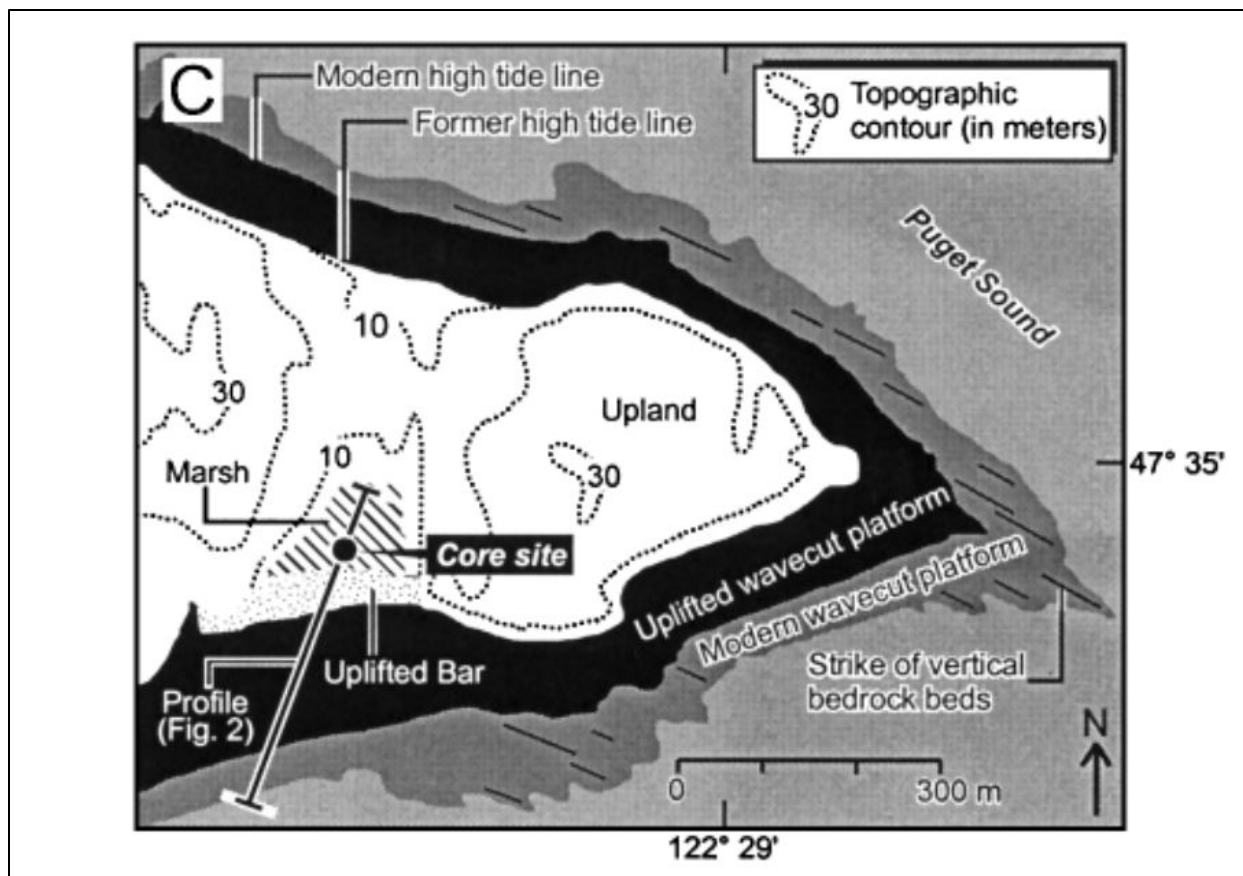 C
Modern high tide line
Former high tide line
30 Topographic
contour (in meters)
Puget Sound
10
30
Upland
10
Marsh
30
47° 35'
Core site
Uplifted wavecut platform
Modern wavecut platform
Uplifted Bar
Strike of vertical
bedrock beds
Profile
(Fig. 2)
N
0 300 m
122° 29'